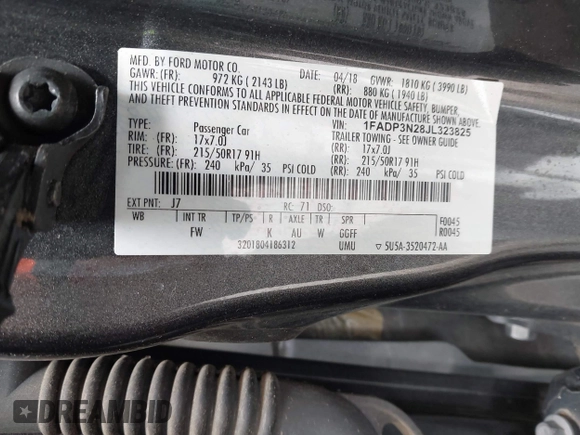 MFD. BY FORD MOTOR CO.
DATE: 04/18 GVWR: 1810 KG ( 3990 LB)
GAWR: (FR): 972 KG ( 2143 LB) (RR): 880 KG ( 1940 LB)
THIS VEHICLE CONFORMS TO ALL APPLICABLE FEDERAL MOTOR VEHICLE SAFETY, BUMPER,
AND THEFT PREVENTION STANDARDS IN EFFECT ON THE DATE OF MANUFACTURE SHOWN ABOVE.
VIN: 1FADP3N28JL323825
TYPE: Passenger Car TRAILER TOWING - SEE OWNER GUIDE
RIM: (FR): 17x7.0J (RR): 17x7.0J
TIRE: (FR): 215/50R17 91H (RR): 215/50R17 91H
PRESSURE: (FR): 240 kPa/ 35 PSI COLD (RR): 240 kPa/ 35 PSI COLD
EXT PNT: J7 RC: 71 DSO:
WB INT TR TP/PS R AXLE TR SPR F0045
FW K AU W GGFF R0045
3201804186312 UMU 5U5A-3520472-AA
DREAMBID